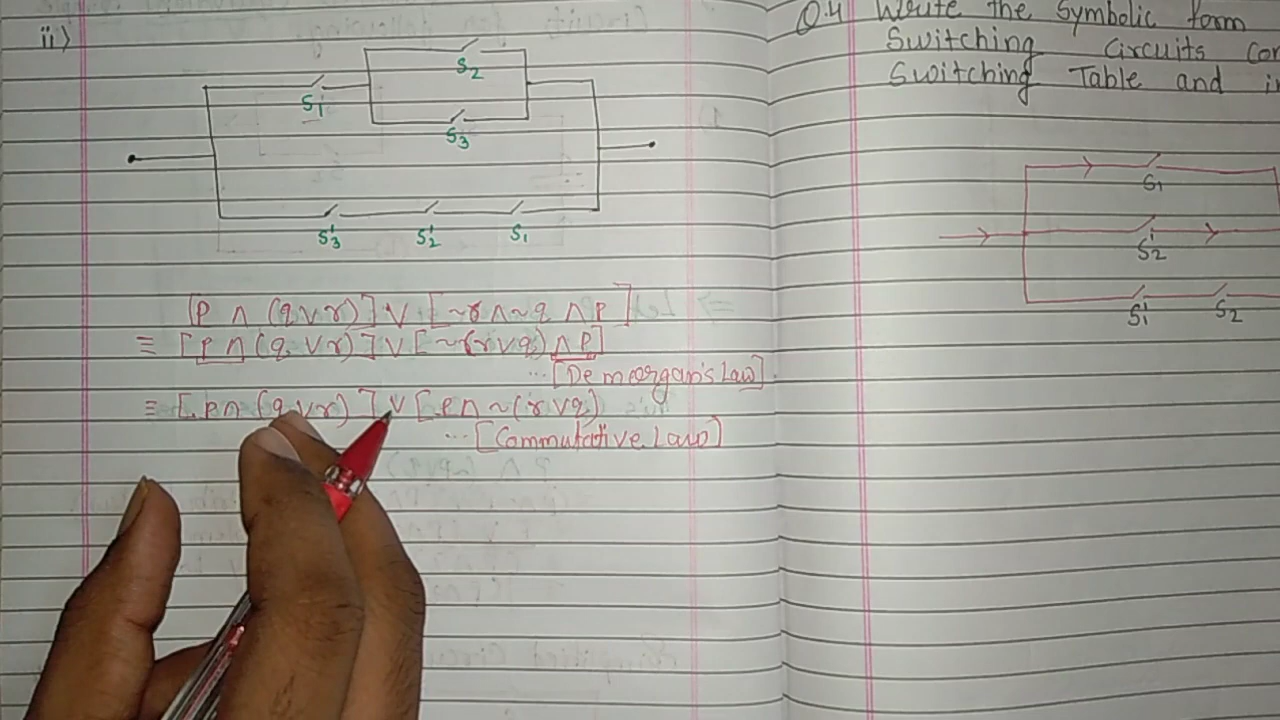 ii)
S2
S1
S3
S'3 S'2 S1
[P ∧ (q ∨ r)] ∨ [~r ∧ ~q ∧ P]
≡ [P ∧ (q ∨ r)] ∨ [~(r ∨ q) ∧ P]
... [De morgan's Law]
≡ [P ∧ (q ∨ r)] ∨ [P ∧ ~(r ∨ q)
... [Commutative Law]
Q.4 Write the Symbolic form
Switching Circuits
Switching Table and
S1
S'2
S'1 S2